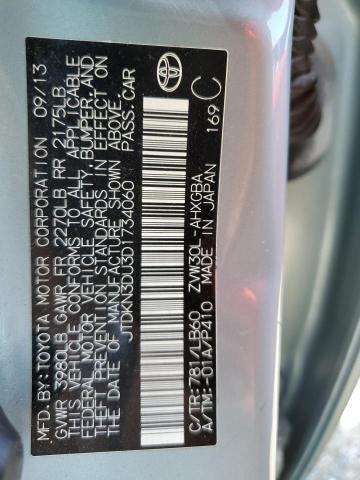 MFD.BY:TOYOTA MOTOR CORPORATION 09/13
GVWR 3980LB GAWR FR 2270LB RR 2175LB
THIS VEHICLE CONFORMS TO ALL APPLICABLE
FEDERAL MOTOR VEHICLE SAFETY, BUMPER, AND
THEFT PREVENTION STANDARDS IN EFFECT ON
THE DATE OF MANUFACTURE SHOWN ABOVE.
JTDKN3DU3D1734060 PASS.CAR
C/TR:781/LB60 ZVW30L-AHXGBA
A/TM:-01A/P410 MADE IN JAPAN 169 C